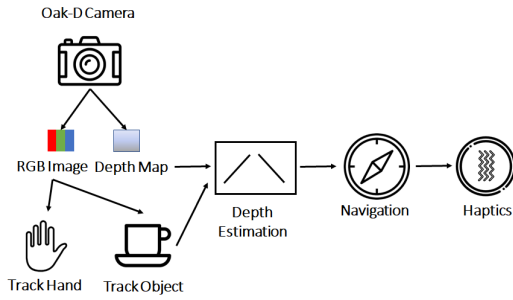 Oak-D Camera
RGB Image
Depth Map
Depth
Estimation
Navigation
Haptics
Track Hand
Track Object